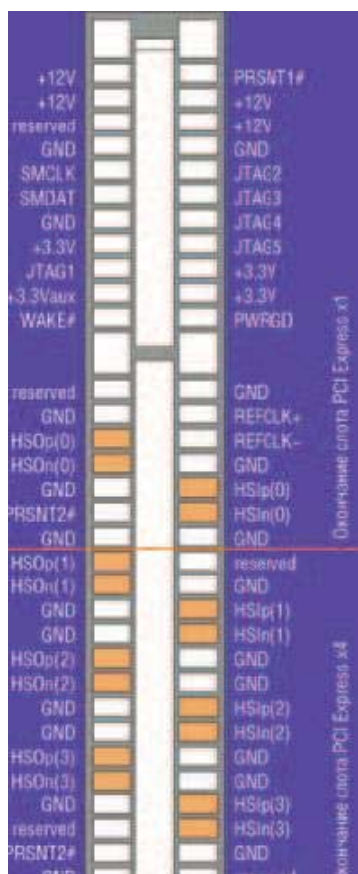 +12V PRSNT1#
+12V +12V
reserved +12V
GND GND
SMCLK JTAG2
SMDAT JTAG3
GND JTAG4
+3.3V JTAG5
JTAG1 +3.3V
+3.3Vaux +3.3V
WAKE# PWRGD
reserved GND
GND REFCLK+
HSOp(0) REFCLK-
HSOn(0) GND
GND HSIp(0)
PRSNT2# HSIn(0)
GND GND
HSOp(1) reserved
HSOn(1) GND
GND HSIp(1)
GND HSIn(1)
HSOp(2) GND
HSOn(2) GND
GND HSIp(2)
GND HSIn(2)
HSOp(3) GND
HSOn(3) GND
GND HSIp(3)
reserved HSIn(3)
PRSNT2# GND
Окончание слота PCI Express x1
Окончание слота PCI Express x4